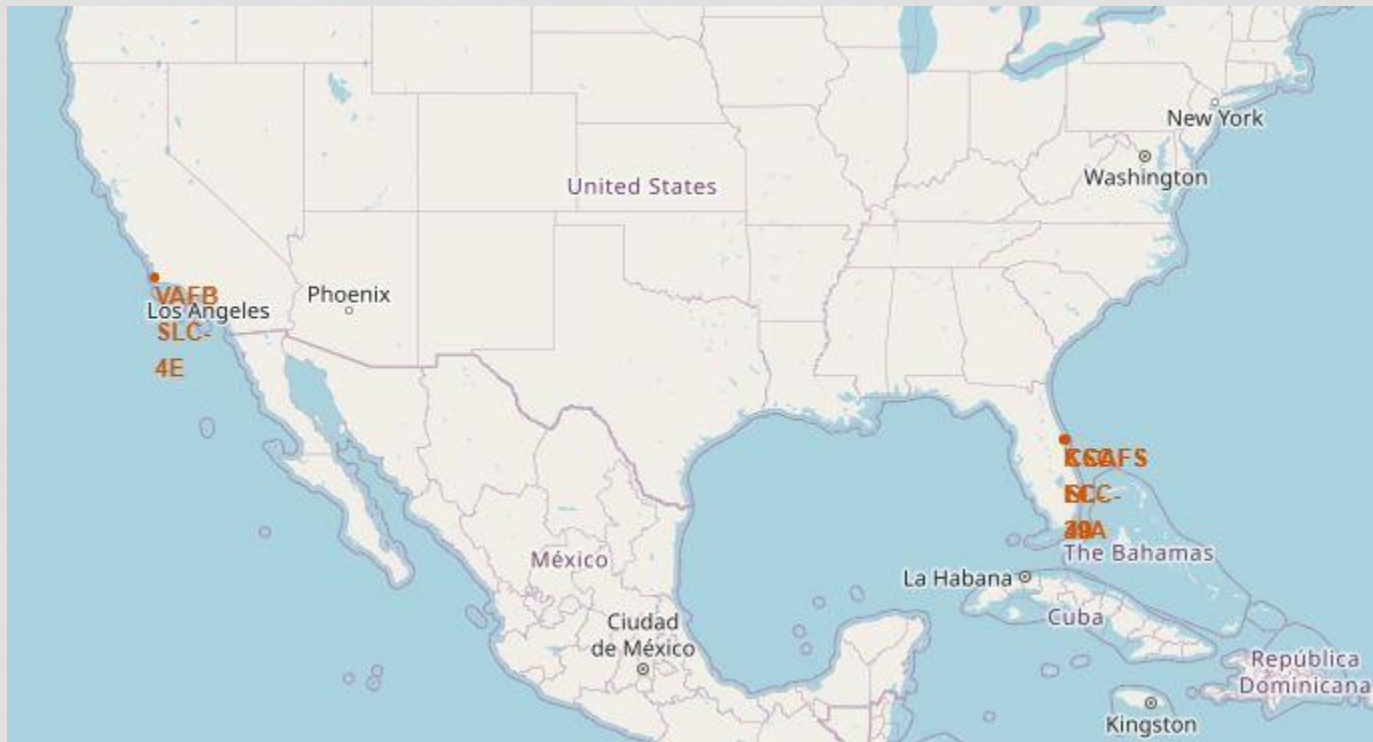 New York
Washington
United States
VAFB
SLC-
4E
Los Angeles
Phoenix
The Bahamas
México
La Habana
Cuba
Ciudad
de México
República
Dominicana
Kingston